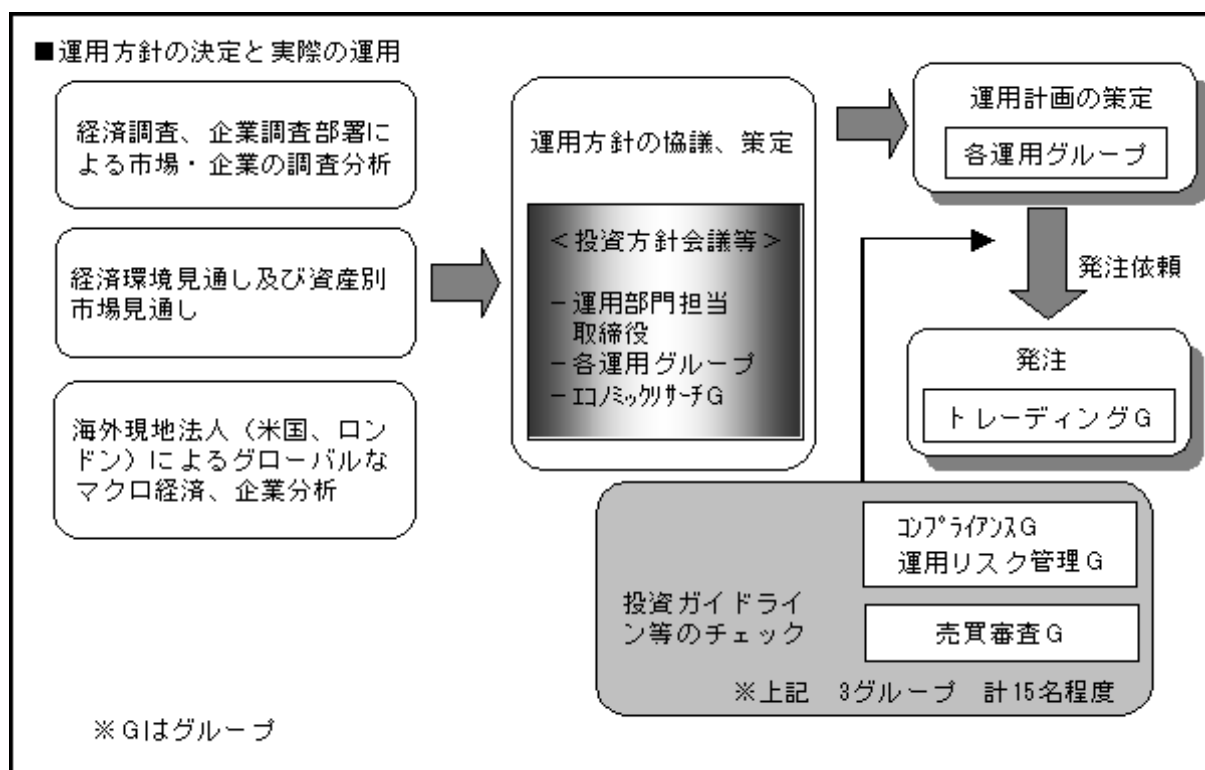 ■運用方針の決定と実際の運用
経済調査、企業調査部署に
よる市場・企業の調査分析
経済環境見通し及び資産別
市場見通し
海外現地法人（米国、ロン
ドン）によるグローバルな
マクロ経済、企業分析
運用方針の協議、策定
＜投資方針会議等＞
－運用部門担当
取締役
－各運用グループ
－ｴｺﾉﾐｯｸﾘｻｰﾁＧ
運用計画の策定
各運用グループ
発注依頼
発注
トレーディングＧ
投資ガイドライ
ン等のチェック
ｺﾝﾌﾟﾗｲｱﾝｽＧ
運用リスク管理Ｇ
売買審査Ｇ
※上記　3グループ　計15名程度
※Ｇはグループ